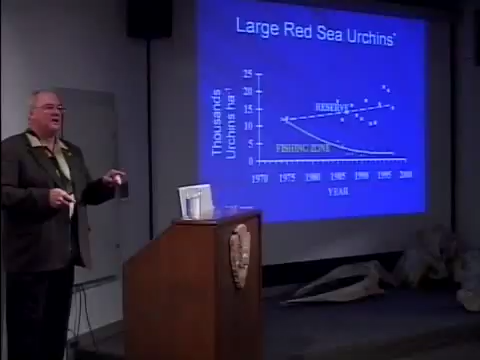 Large Red Sea Urchins*
Thousands
Urchins ha⁻¹
25
20
15
10
5
0
RESERVE
FISHING ZONE
1970 1975 1980 1985 1990 1995 2000
YEAR